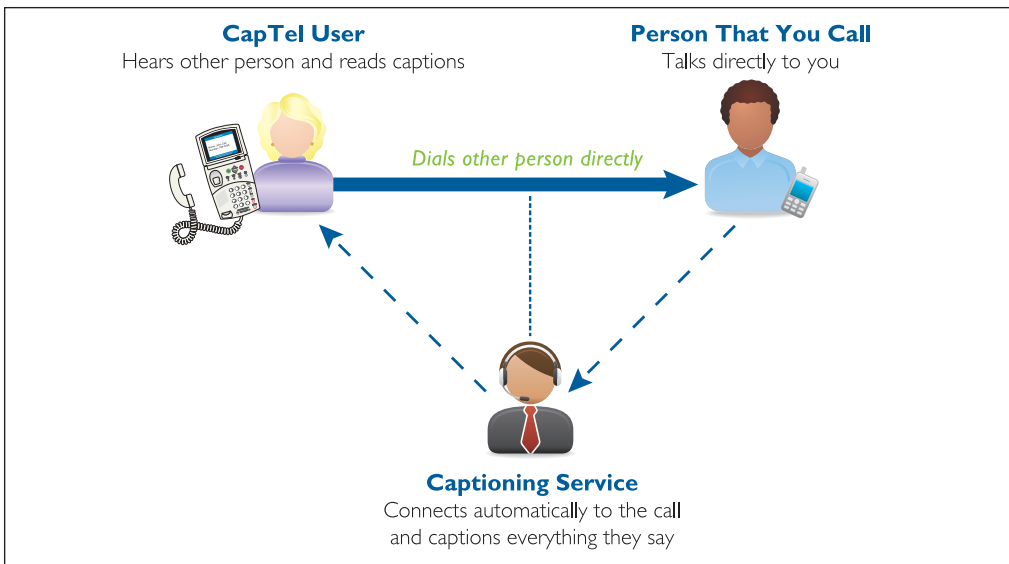 CapTel User
Hears other person and reads captions
Person That You Call
Talks directly to you
Dials other person directly
Captioning Service
Connects automatically to the call
and captions everything they say